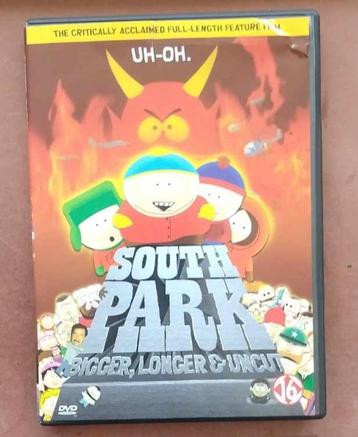 THE CRITICALLY ACCLAIMED FULL-LENGTH FEATURE FILM
UH-OH.
SOUTH
PARK
BIGGER, LONGER & UNCUT
DVD
16